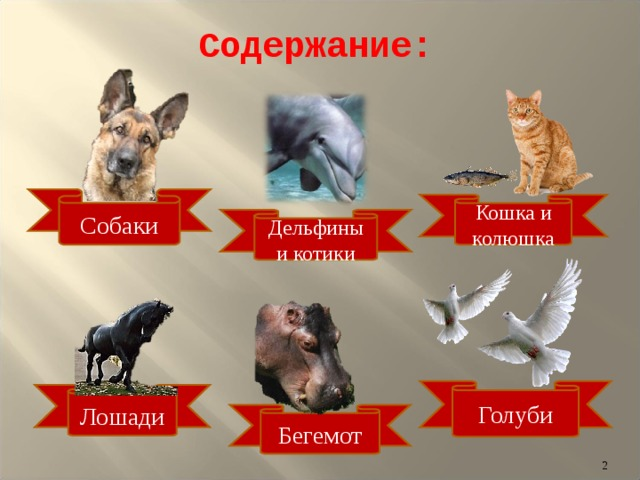 Содержание:
Собаки
Дельфины
и котики
Кошка и
колюшка
Лошади
Бегемот
Голуби
2